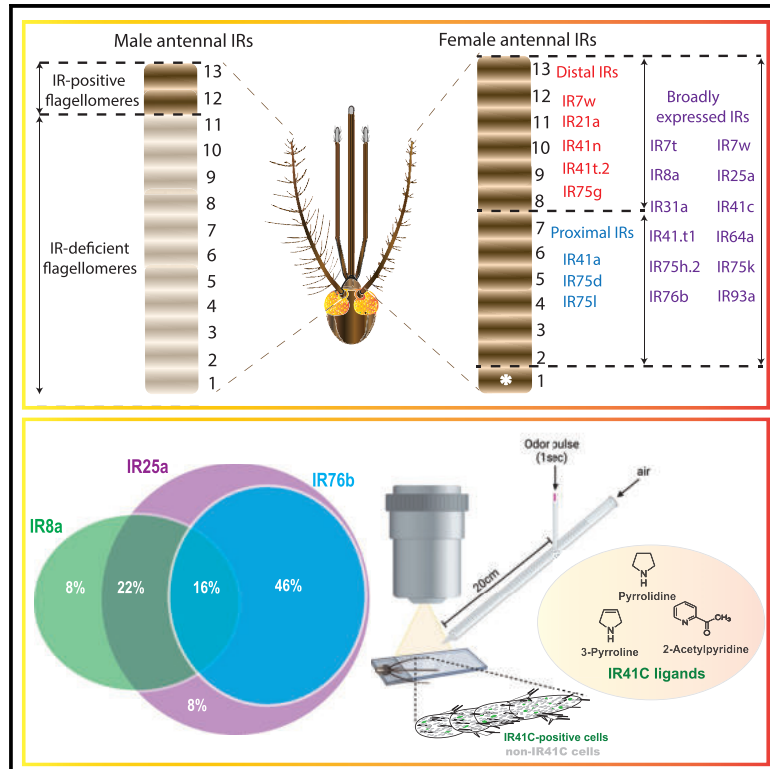 Male antennal IRs
IR-positive
flagellomeres
IR-deficient
flagellomeres
13
12
11
10
9
8
7
6
5
4
3
2
1
Female antennal IRs
13
12
11
10
9
8
7
6
5
4
3
2
1
*
Distal IRs
IR7w
IR21a
IR41n
IR41t.2
IR75g
Proximal IRs
IR41a
IR75d
IR75l
Broadly
expressed IRs
IR7t IR7w
IR8a IR25a
IR31a IR41c
IR41.t1 IR64a
IR75h.2 IR75k
IR76b IR93a
IR25a
IR76b
IR8a
8%
22%
16%
46%
8%
Odor pulse
(1sec)
air
20cm
IR41C-positive cells
non-IR41C cells
N
H
Pyrrolidine
N
H
3-Pyrroline
N
O
CH3
2-Acetylpyridine
IR41C ligands